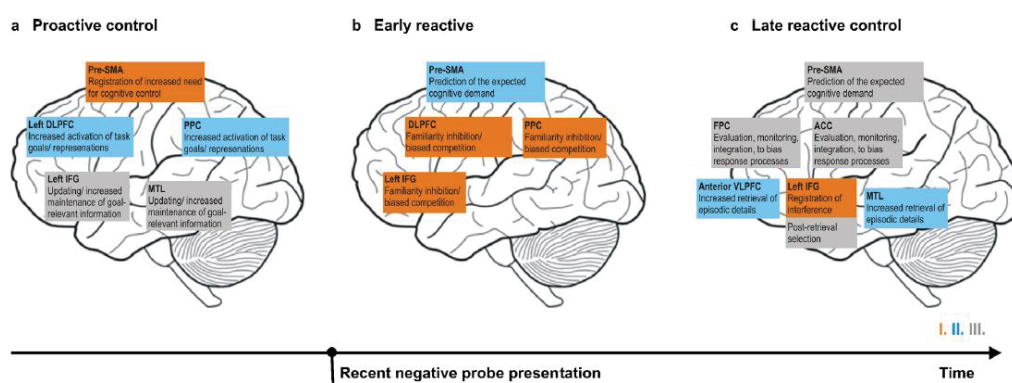 a Proactive control
b Early reactive
c Late reactive control
Pre-SMA
Registration of increased need
for cognitive control
Left DLPFC
Increased activation of task
goals/ represenations
PPC
Increased activation of task
goals/ represenations
Left IFG
Updating/ increased
maintenance of goal-
relevant information
MTL
Updating/ increased
maintenance of goal-
relevant information
Pre-SMA
Prediction of the expected
cognitive demand
DLPFC
Familiarity inhibition/
biased competition
PPC
Familiarity inhibition/
biased competition
Left IFG
Familiarity inhibition/
biased competition
Pre-SMA
Prediction of the expected
cognitive demand
FPC
Evaluation, monitoring,
integration, to bias
response processes
ACC
Evaluation, monitoring,
integration, to bias
response processes
Anterior VLPFC
Increased retrieval of
episodic details
Left IFG
Registration of
interference
Post-retrieval
selection
MTL
Increased retrieval of
episodic details
I. II. III.
Recent negative probe presentation
Time